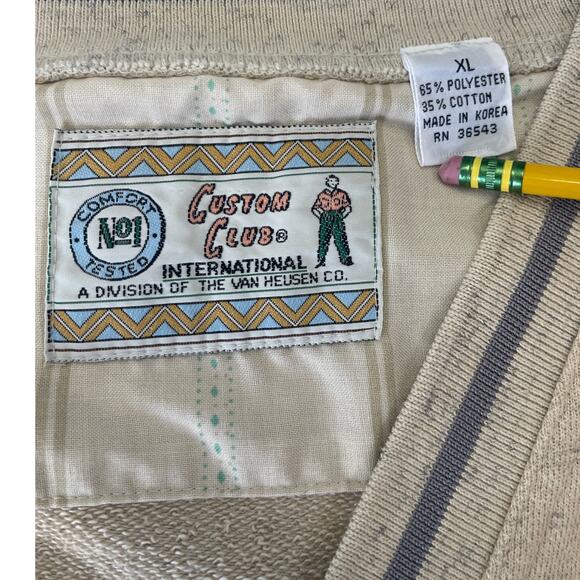 COMFORT
No1
TESTED
CUSTOM
CLUB®
INTERNATIONAL
A DIVISION OF THE VAN HEUSEN CO.
XL
65% POLYESTER
35% COTTON
MADE IN KOREA
RN 36543